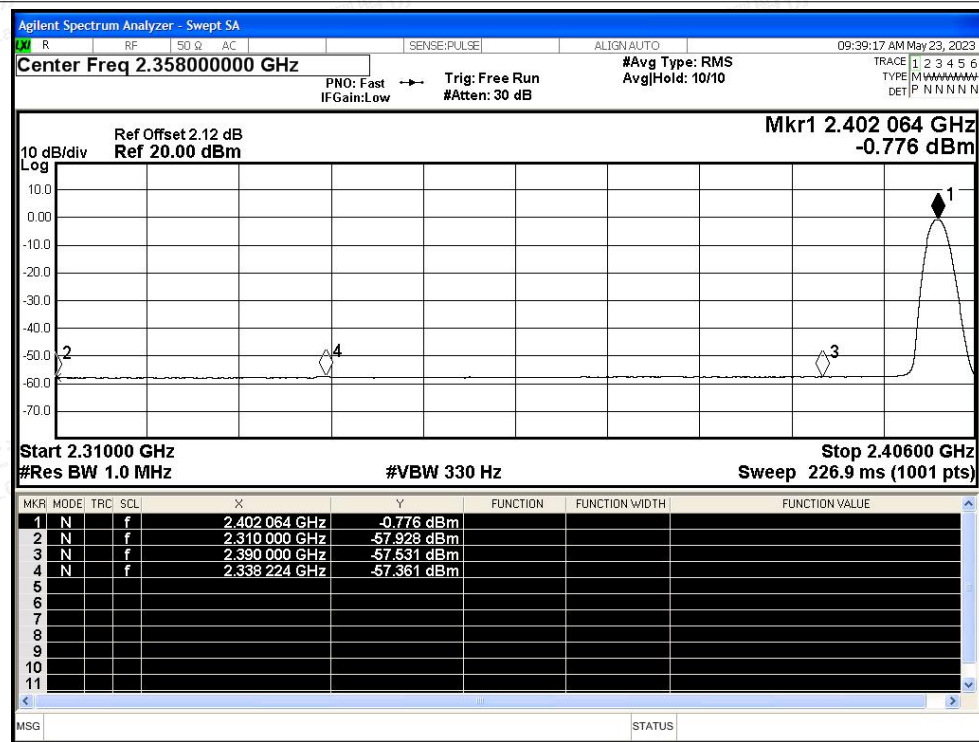 Agilent Spectrum Analyzer - Swept SA
LXI R RF 50 Ω AC SENSE:PULSE ALIGN AUTO 09:39:17 AM May 23, 2023
Center Freq 2.358000000 GHz
PNO: Fast
IFGain:Low
Trig: Free Run
#Atten: 30 dB
#Avg Type: RMS
Avg|Hold: 10/10
TRACE 1 2 3 4 5 6
TYPE M
DET P N N N N N
Ref Offset 2.12 dB
10 dB/div Ref 20.00 dBm
Log
Mkr1 2.402 064 GHz
-0.776 dBm
10.0
0.00
-10.0
-20.0
-30.0
-40.0
-50.0
-60.0
-70.0
1
2
4
3
Start 2.31000 GHz Stop 2.40600 GHz
#Res BW 1.0 MHz #VBW 330 Hz Sweep 226.9 ms (1001 pts)
MKR MODE TRC SCL X Y FUNCTION FUNCTION WIDTH FUNCTION VALUE
1 N f 2.402 064 GHz -0.776 dBm
2 N f 2.310 000 GHz -57.928 dBm
3 N f 2.390 000 GHz -57.531 dBm
4 N f 2.338 224 GHz -57.361 dBm
5
6
7
8
9
10
11
MSG STATUS